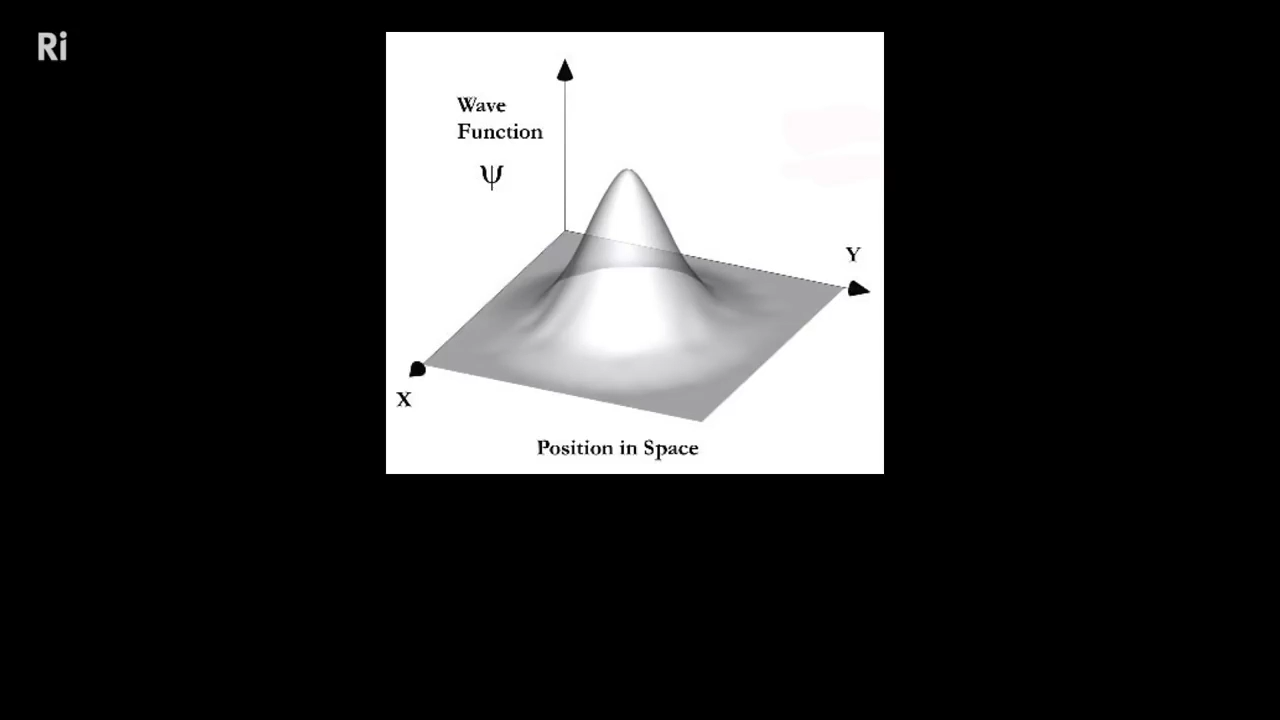 Ri
Wave
Function
ψ
Y
X
Position in Space